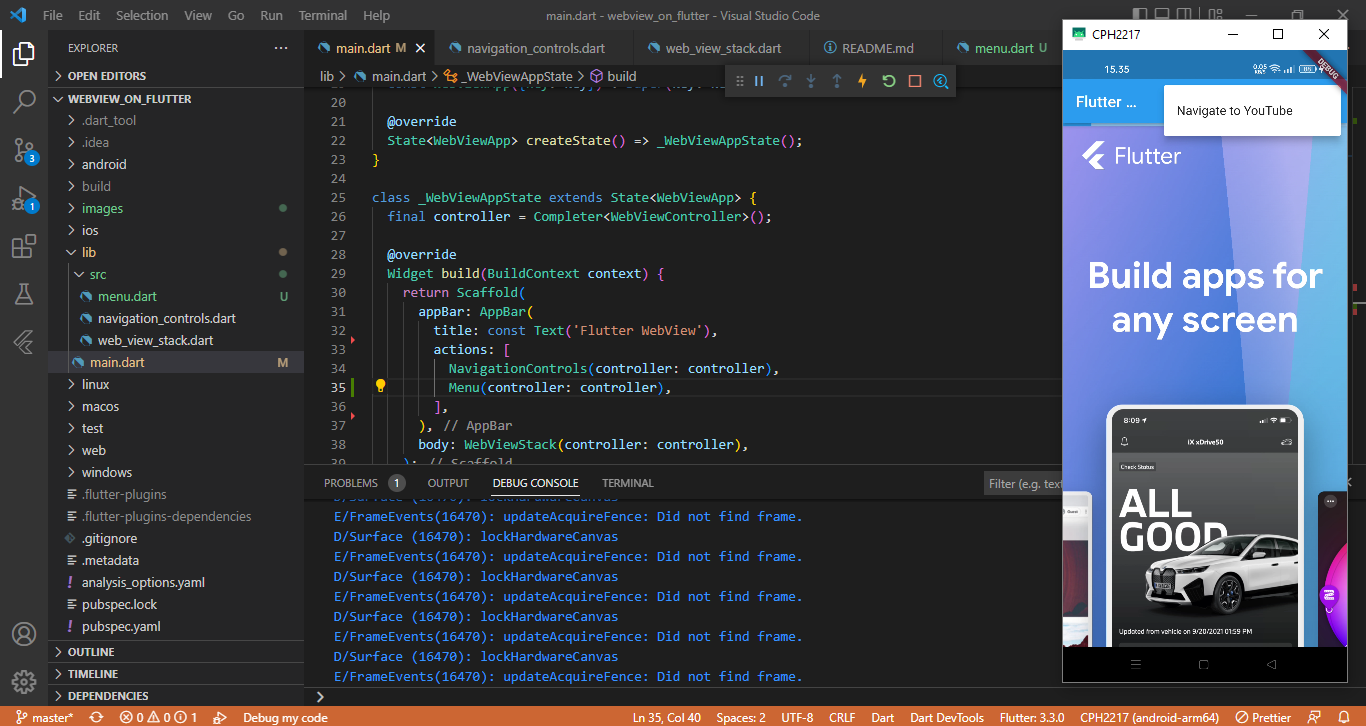 File Edit Selection View Go Run Terminal Help
main.dart - webview_on_flutter - Visual Studio Code
EXPLORER
OPEN EDITORS
WEBVIEW_ON_FLUTTER
.dart_tool
.idea
android
build
images
ios
lib
src
menu.dart U
navigation_controls.dart
web_view_stack.dart
main.dart M
linux
macos
test
web
windows
.flutter-plugins
.flutter-plugins-dependencies
.gitignore
.metadata
! analysis_options.yaml
pubspec.lock
! pubspec.yaml
OUTLINE
TIMELINE
DEPENDENCIES
3
1
main.dart M
navigation_controls.dart
web_view_stack.dart
README.md
menu.dart U
lib > main.dart > _WebViewAppState > build
20
21 @override
22 State<WebViewApp> createState() => _WebViewAppState();
23 }
24
25 class _WebViewAppState extends State<WebViewApp> {
26 final controller = Completer<WebViewController>();
27
28 @override
29 Widget build(BuildContext context) {
30 return Scaffold(
31 appBar: AppBar(
32 title: const Text('Flutter WebView'),
33 actions: [
34 NavigationControls(controller: controller),
35 Menu(controller: controller),
36 ],
37 ), // AppBar
38 body: WebViewStack(controller: controller),
39 ); // Scaffold
PROBLEMS 1 OUTPUT DEBUG CONSOLE TERMINAL
Filter (e.g. text
D/Surface (16470): lockHardwareCanvas
E/FrameEvents(16470): updateAcquireFence: Did not find frame.
D/Surface (16470): lockHardwareCanvas
E/FrameEvents(16470): updateAcquireFence: Did not find frame.
D/Surface (16470): lockHardwareCanvas
E/FrameEvents(16470): updateAcquireFence: Did not find frame.
D/Surface (16470): lockHardwareCanvas
E/FrameEvents(16470): updateAcquireFence: Did not find frame.
D/Surface (16470): lockHardwareCanvas
E/FrameEvents(16470): updateAcquireFence: Did not find frame.
CPH2217
15.35
DEBUG
Flutter ...
Navigate to YouTube
Flutter
Build apps for
any screen
8:09
iX xDrive50
Check Status
ALL
GOOD
Updated from vehicle on 9/20/2021 01:59 PM
master* 0 0 1 Debug my code
Ln 35, Col 40 Spaces: 2 UTF-8 CRLF Dart Dart DevTools Flutter: 3.3.0 CPH2217 (android-arm64) Prettier